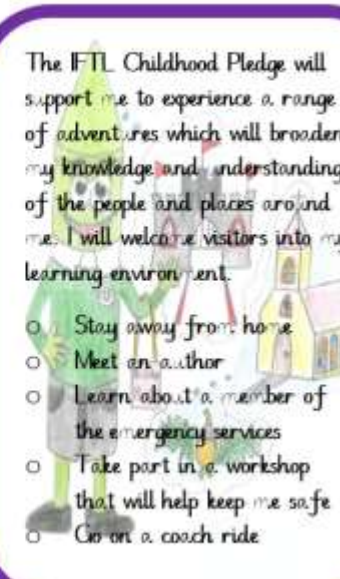 The IFTL Childhood Pledge will
support me to experience a range
of adventures which will broaden
my knowledge and understanding
of the people and places around
me. I will welcome visitors into my
learning environment.
o Stay away from home
o Meet an author
o Learn about a member of
the emergency services
o Take part in a workshop
that will help keep me safe
o Go on a coach ride